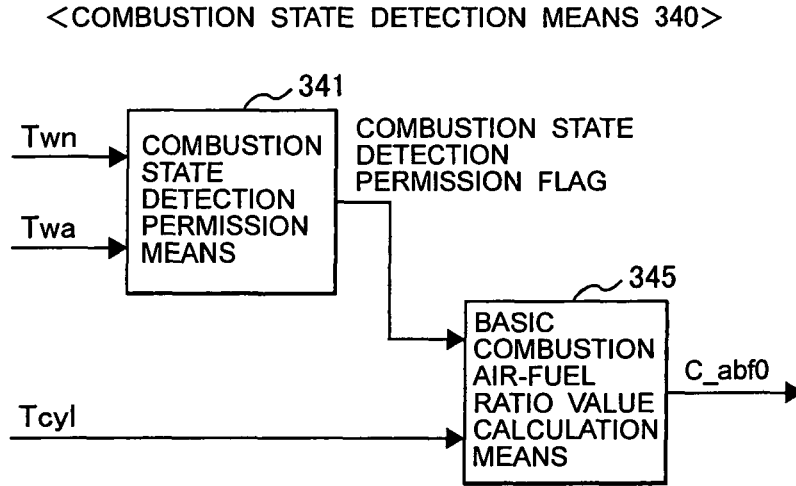 <COMBUSTION STATE DETECTION MEANS 340>
341
Twn
Twa
COMBUSTION
STATE
DETECTION
PERMISSION
MEANS
COMBUSTION STATE
DETECTION
PERMISSION FLAG
345
Tcyl
BASIC
COMBUSTION
AIR-FUEL
RATIO VALUE
CALCULATION
MEANS
C_abf0